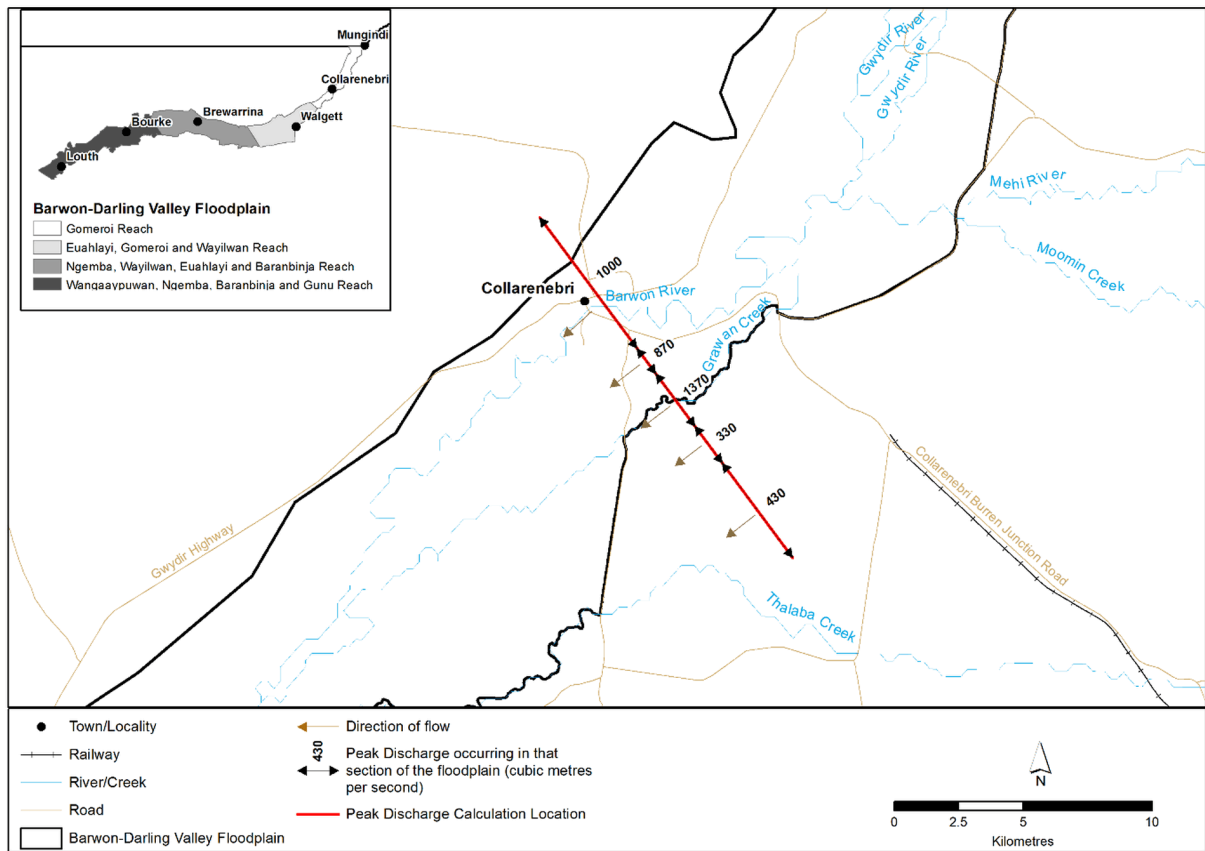 Mungindi
Collarenebri
Brewarrina
Walgett
Bourke
Louth
Barwon-Darling Valley Floodplain
Gomeroi Reach
Euahlayi, Gomeroi and Wayilwan Reach
Ngemba, Wayilwan, Euahlayi and Baranbinja Reach
Wangaaypuwan, Ngemba, Baranbinja and Gunu Reach
Gwydir River
Gwydir River
Mehi River
Moomin Creek
1000
Collarenebri
Barwon River
Grawan Creek
870
1370
330
430
Gwydir Highway
Collarenebri Burren Junction Road
Thalaba Creek
Town/Locality
Railway
River/Creek
Road
Barwon-Darling Valley Floodplain
Direction of flow
430
Peak Discharge occurring in that
section of the floodplain (cubic metres
per second)
Peak Discharge Calculation Location
N
0 2.5 5 10
Kilometres